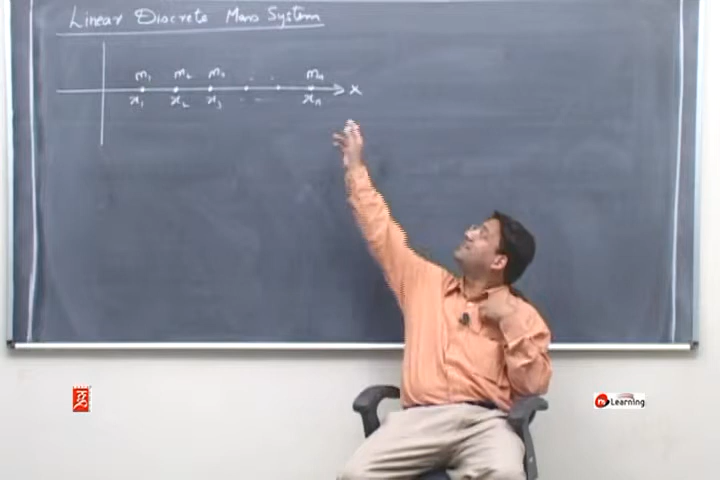 Linear Discrete Mass System
m₁ m₂ m₃ . . mₙ
x
x₁ x₂ x₃ xₙ
Learning